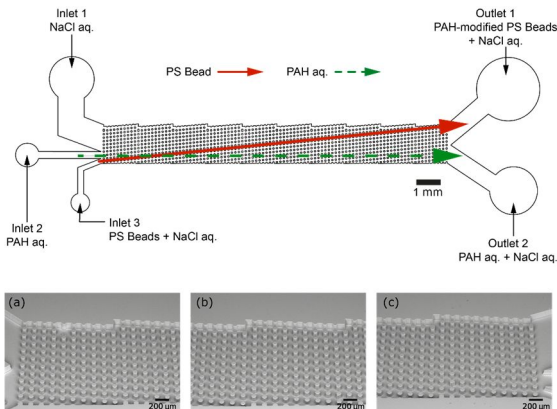 Inlet 1
NaCl aq.
Outlet 1
PAH-modified PS Beads
+ NaCl aq.
PS Bead
PAH aq.
1 mm
Inlet 2
PAH aq.
Inlet 3
PS Beads + NaCl aq.
Outlet 2
PAH aq. + NaCl aq.
(a)
200 µm
(b)
200 µm
(c)
200 µm